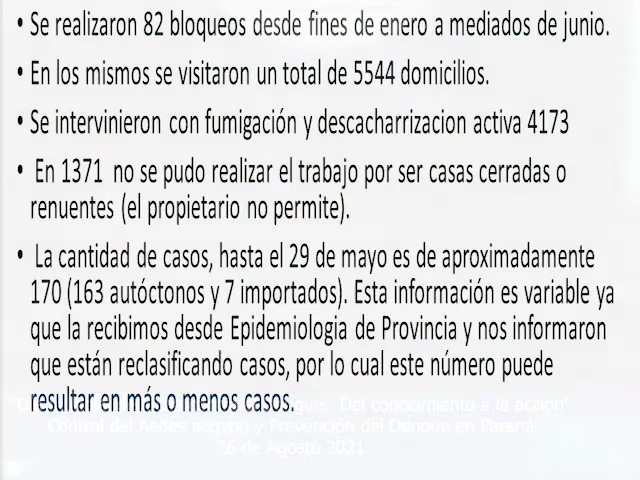 • Se realizaron 82 bloqueos desde fines de enero a mediados de junio.
• En los mismos se visitaron un total de 5544 domicilios.
• Se intervinieron con fumigación y descacharrizacion activa 4173
• En 1371 no se pudo realizar el trabajo por ser casas cerradas o
renuentes (el propietario no permite).
• La cantidad de casos, hasta el 29 de mayo es de aproximadamente
170 (163 autóctonos y 7 importados). Esta información es variable ya
que la recibimos desde Epidemiologia de Provincia y nos informaron
que están reclasificando casos, por lo cual este número puede
resultar en más o menos casos.
Del conocimiento a la acción"
Control del Aedes aegypti y Prevención del Dengue en Paraná
26 de Agosto 2021